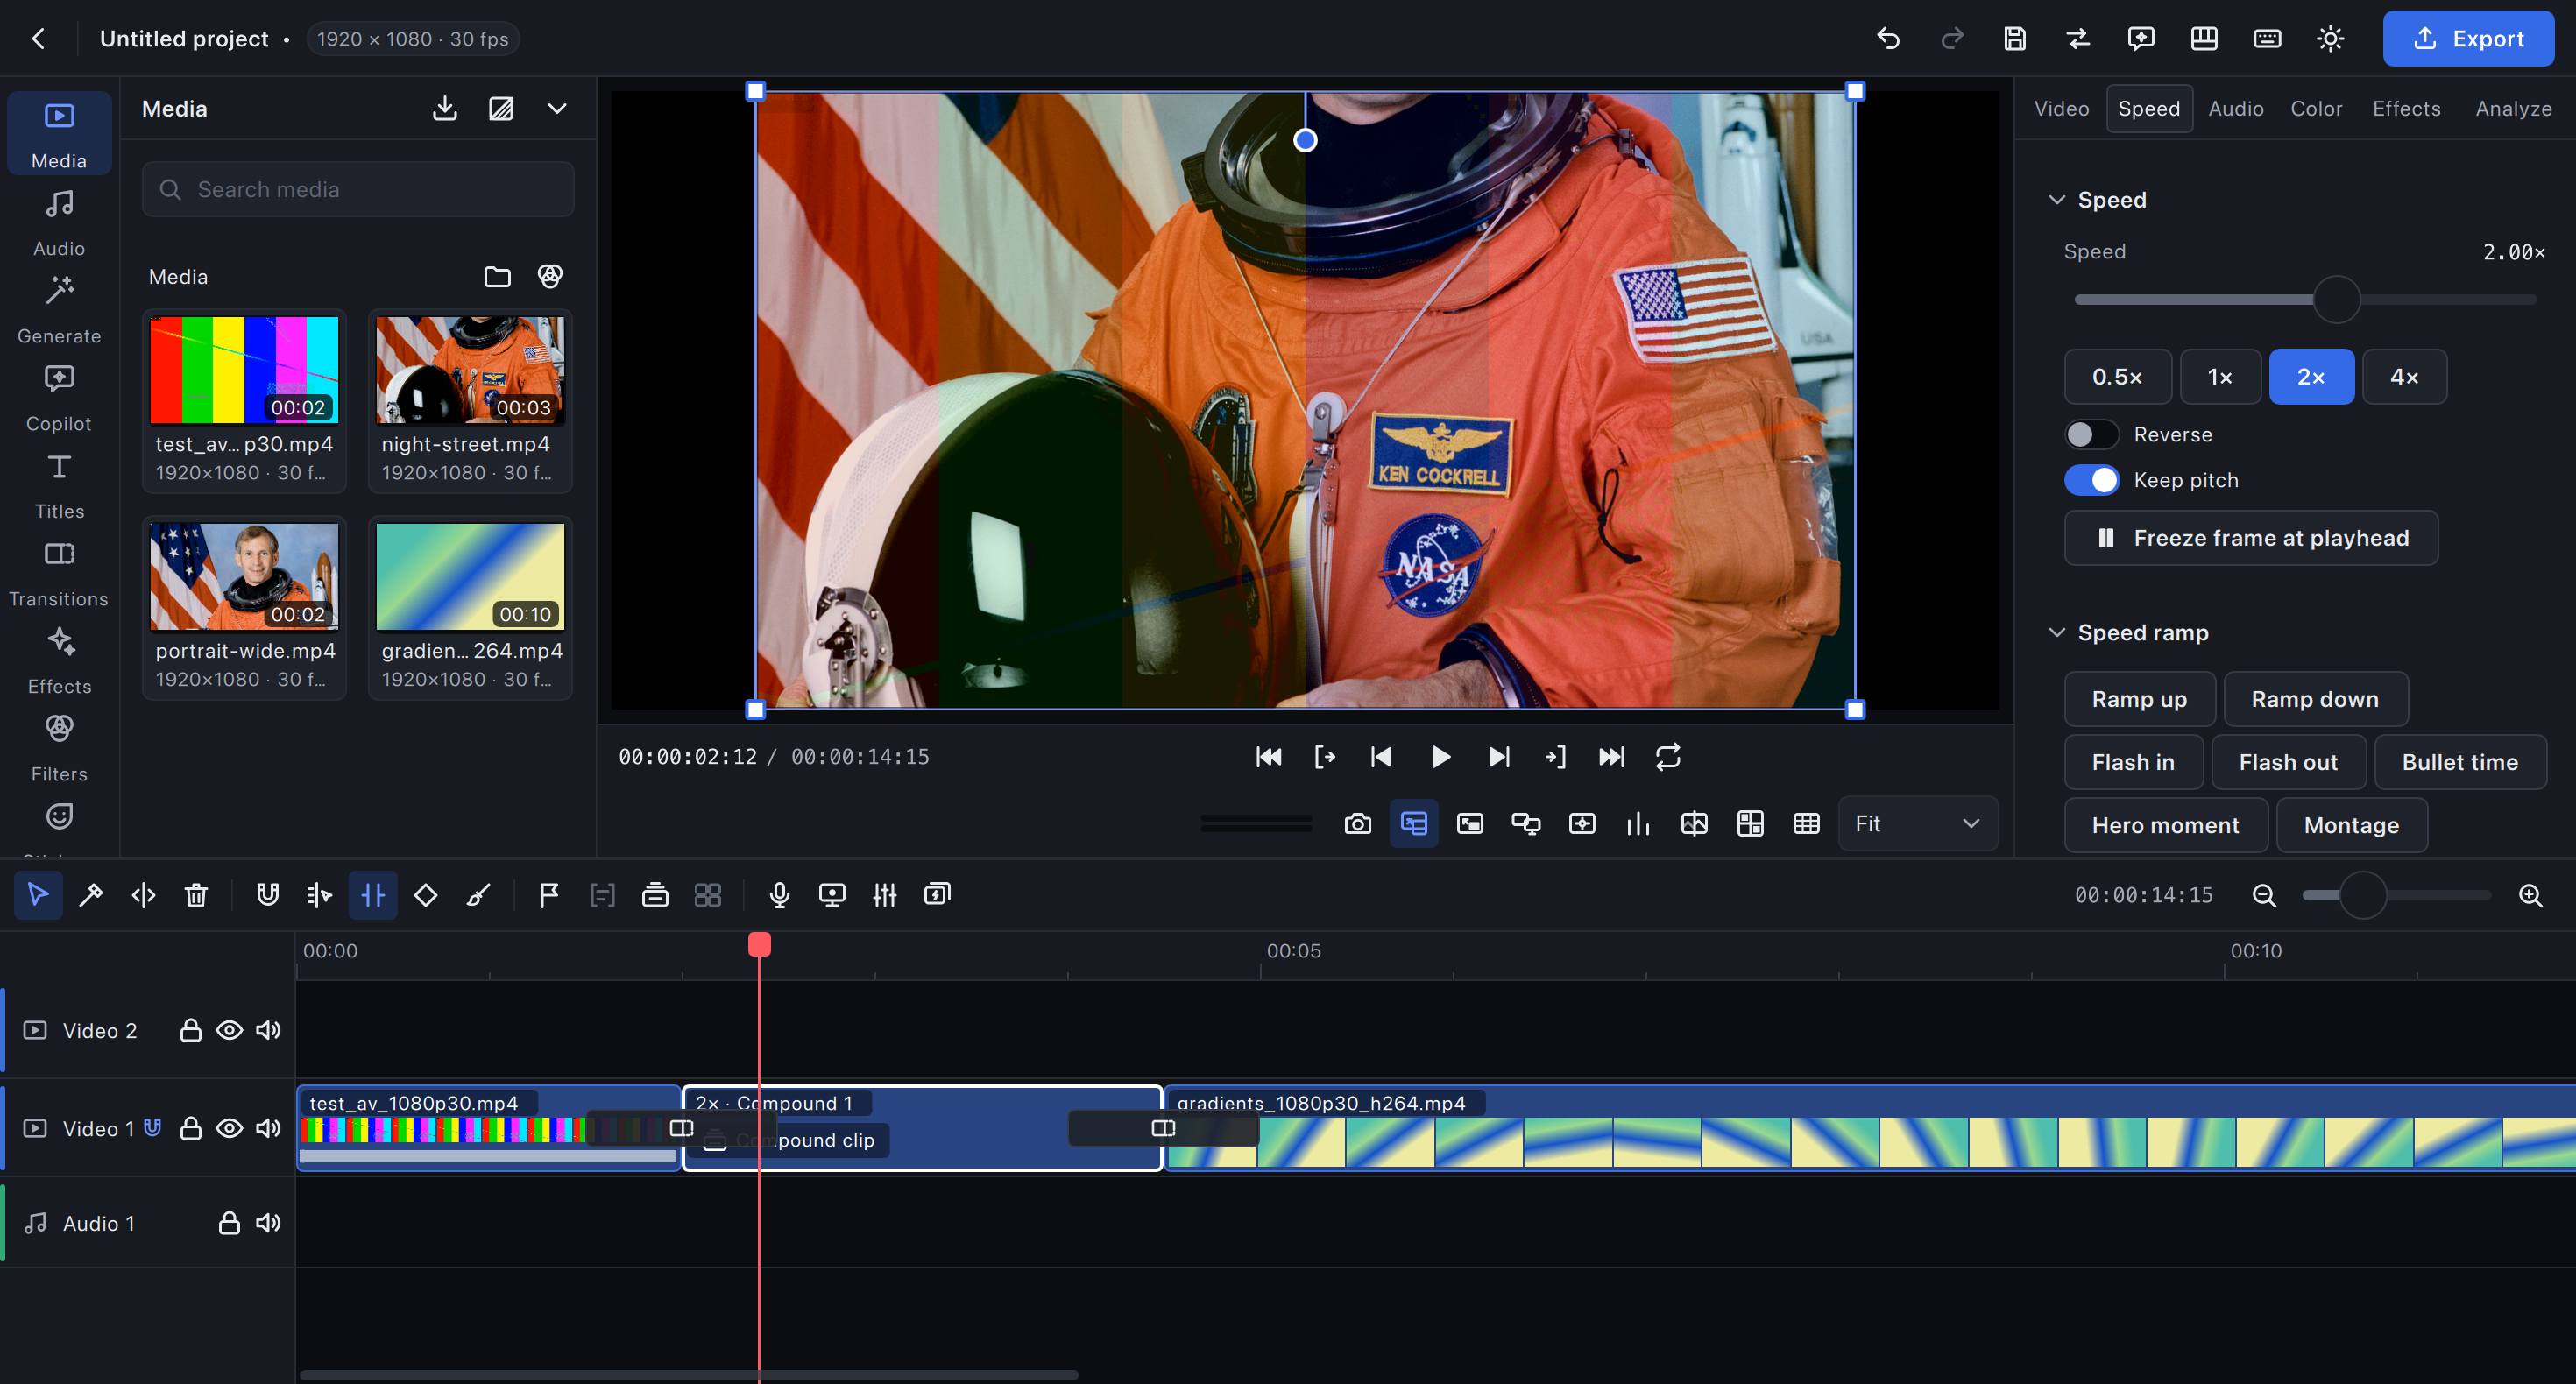 Untitled project •
1920 × 1080 · 30 fps
Export
Media
Audio
Generate
Copilot
Titles
Transitions
Effects
Filters
Media
Search media
Media
00:02
00:03
test_av... p30.mp4
night-street.mp4
1920×1080 · 30 f...
1920×1080 · 30 f...
00:02
00:10
portrait-wide.mp4
gradien... 264.mp4
1920×1080 · 30 f...
1920×1080 · 30 f...
USA
KEN COCKRELL
NASA
00:00:02:12 / 00:00:14:15
Fit
Video Speed Audio Color Effects Analyze
Speed
Speed 2.00×
0.5× 1× 2× 4×
Reverse
Keep pitch
Freeze frame at playhead
Speed ramp
Ramp up Ramp down
Flash in Flash out Bullet time
Hero moment Montage
00:00:14:15
00:00 00:05 00:10
Video 2
Video 1
test_av_1080p30.mp4
2× · Compound 1
Compound clip
gradients_1080p30_h264.mp4
Audio 1